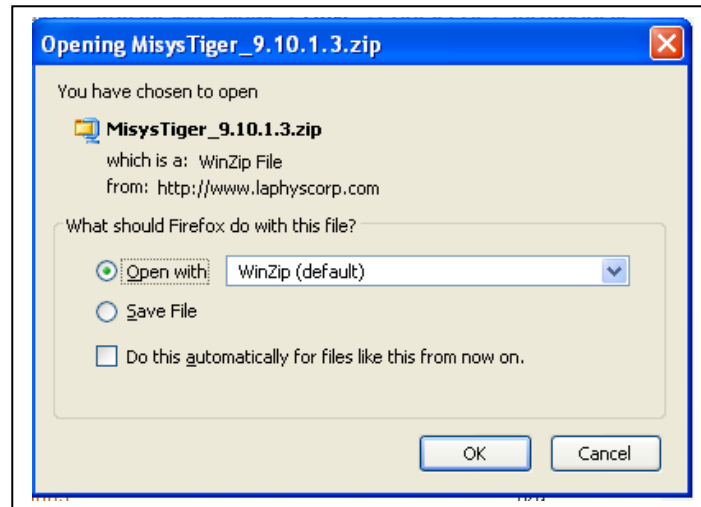 Opening MisysTiger_9.10.1.3.zip
You have chosen to open
MisysTiger_9.10.1.3.zip
which is a: WinZip File
from: http://www.laphyscorp.com
What should Firefox do with this file?
Open with WinZip (default)
Save File
Do this automatically for files like this from now on.
OK Cancel